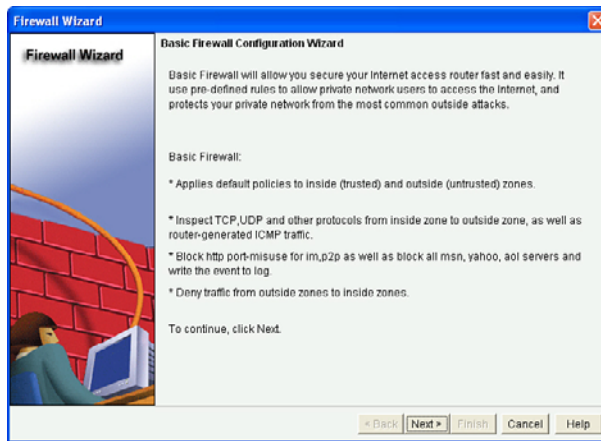 Firewall Wizard
Firewall Wizard
Basic Firewall Configuration Wizard
Basic Firewall will allow you secure your Internet access router fast and easily. It
use pre-defined rules to allow private network users to access the Internet, and
protects your private network from the most common outside attacks.
Basic Firewall:
* Applies default policies to inside (trusted) and outside (untrusted) zones.
* Inspect TCP,UDP and other protocols from inside zone to outside zone, as well as
router-generated ICMP traffic.
* Block http port-misuse for im,p2p as well as block all msn, yahoo, aol servers and
write the event to log.
* Deny traffic from outside zones to inside zones.
To continue, click Next.
< Back Next > Finish Cancel Help